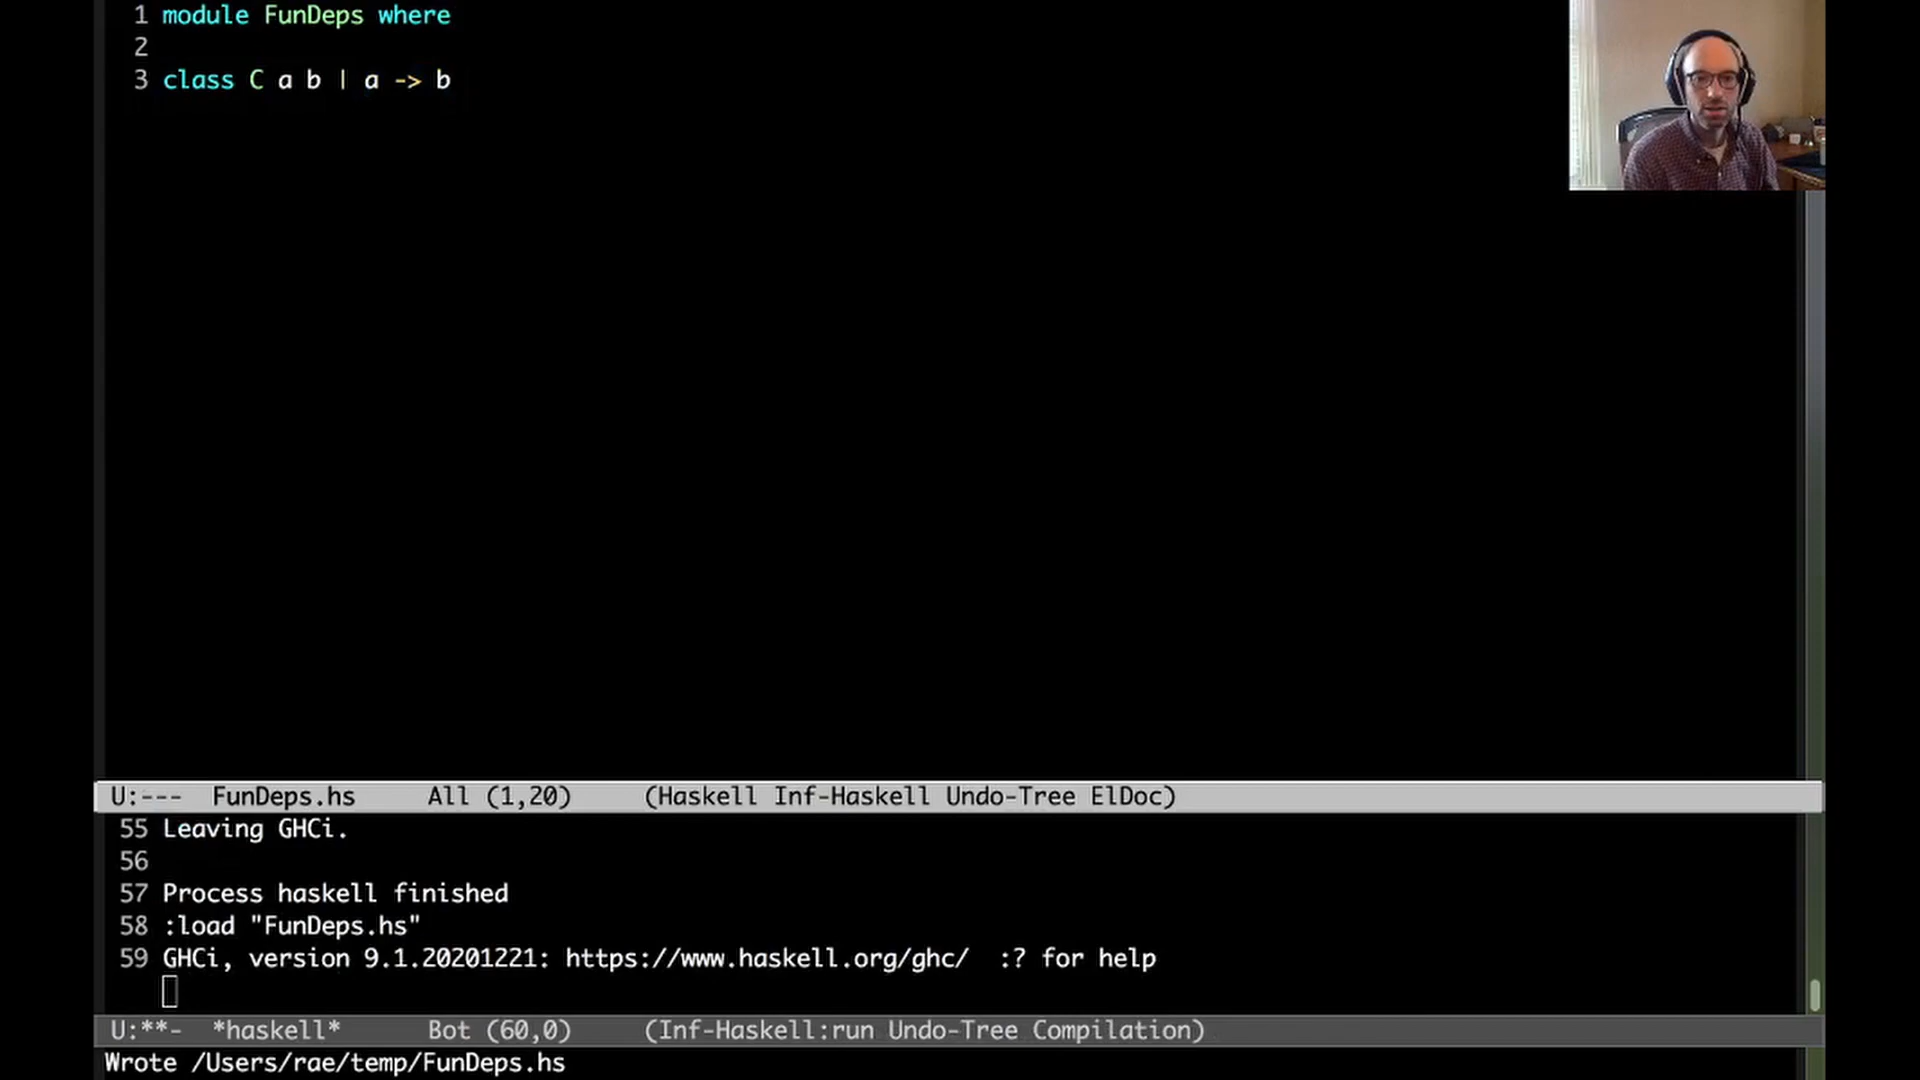 1 module FunDeps where
2
3 class C a b | a -> b
U:---  FunDeps.hs     All (1,20)     (Haskell Inf-Haskell Undo-Tree ElDoc)
55 Leaving GHCi.
56
57 Process haskell finished
58 :load "FunDeps.hs"
59 GHCi, version 9.1.20201221: https://www.haskell.org/ghc/  :? for help
U:**-  *haskell*      Bot (60,0)     (Inf-Haskell:run Undo-Tree Compilation)
Wrote /Users/rae/temp/FunDeps.hs